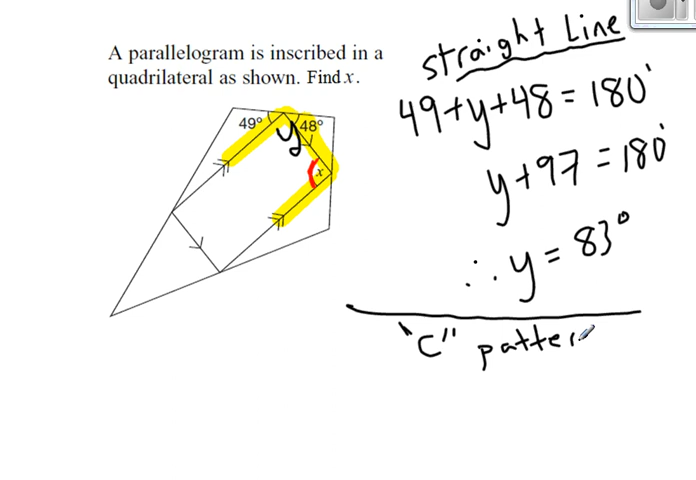 A parallelogram is inscribed in a
quadrilateral as shown. Find x.
49°
48°
y
x
straight Line
49+y+48=180°
y+97=180°
∴ y = 83°
"C" patter